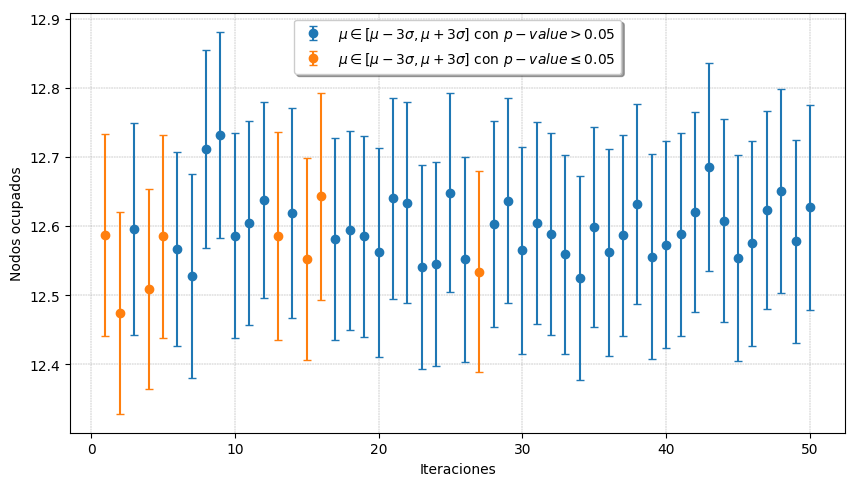 μ ∈ [μ − 3σ, μ + 3σ] con p − value > 0.05
μ ∈ [μ − 3σ, μ + 3σ] con p − value ≤ 0.05
12.9
12.8
12.7
12.6
12.5
12.4
Nodos ocupados
0 10 20 30 40 50
Iteraciones